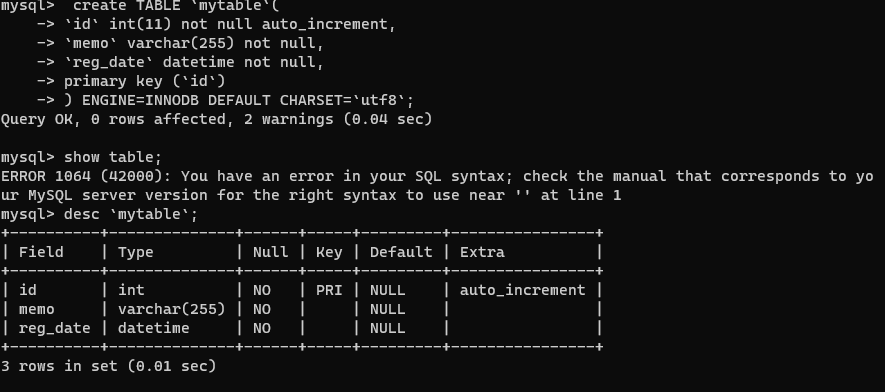 mysql>  create TABLE `mytable`(
    -> `id` int(11) not null auto_increment,
    -> `memo` varchar(255) not null,
    -> `reg_date` datetime not null,
    -> primary key (`id`)
    -> ) ENGINE=INNODB DEFAULT CHARSET=`utf8`;
Query OK, 0 rows affected, 2 warnings (0.04 sec)

mysql> show table;
ERROR 1064 (42000): You have an error in your SQL syntax; check the manual that corresponds to yo
ur MySQL server version for the right syntax to use near '' at line 1
mysql> desc `mytable`;
+----------+--------------+------+-----+---------+----------------+
| Field    | Type         | Null | Key | Default | Extra          |
+----------+--------------+------+-----+---------+----------------+
| id       | int          | NO   | PRI | NULL    | auto_increment |
| memo     | varchar(255) | NO   |     | NULL    |                |
| reg_date | datetime     | NO   |     | NULL    |                |
+----------+--------------+------+-----+---------+----------------+
3 rows in set (0.01 sec)